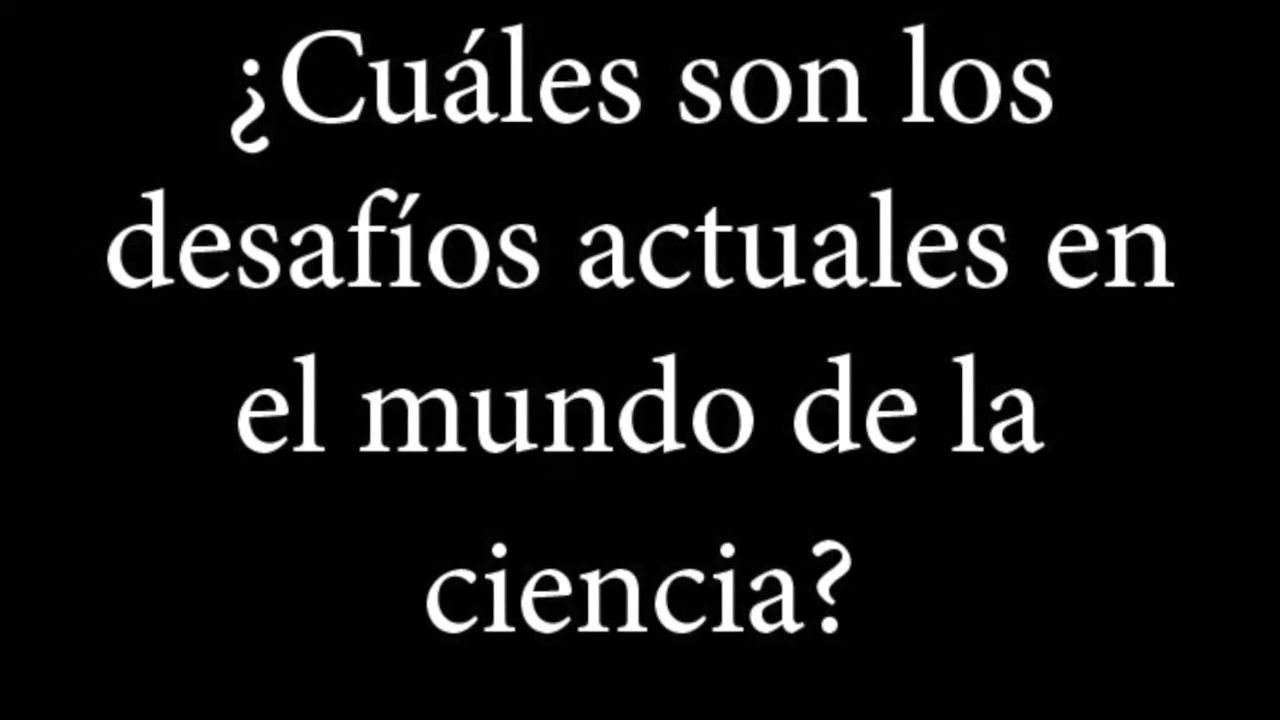 ¿Cuáles son los
desafíos actuales en
el mundo de la
ciencia?